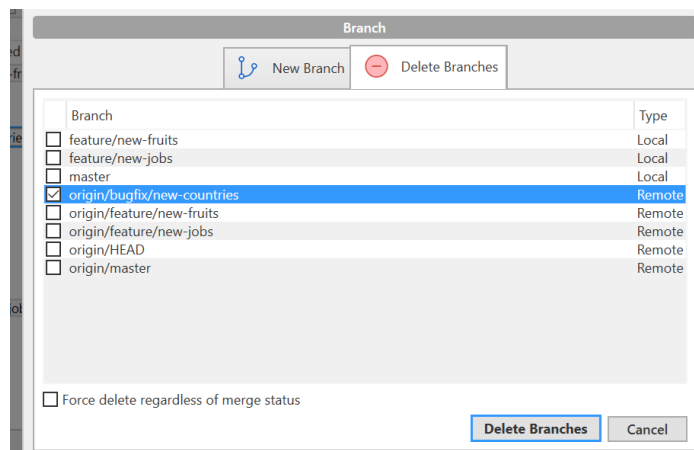 Branch
New Branch
Delete Branches
Branch Type
feature/new-fruits Local
feature/new-jobs Local
master Local
origin/bugfix/new-countries Remote
origin/feature/new-fruits Remote
origin/feature/new-jobs Remote
origin/HEAD Remote
origin/master Remote
Force delete regardless of merge status
Delete Branches Cancel